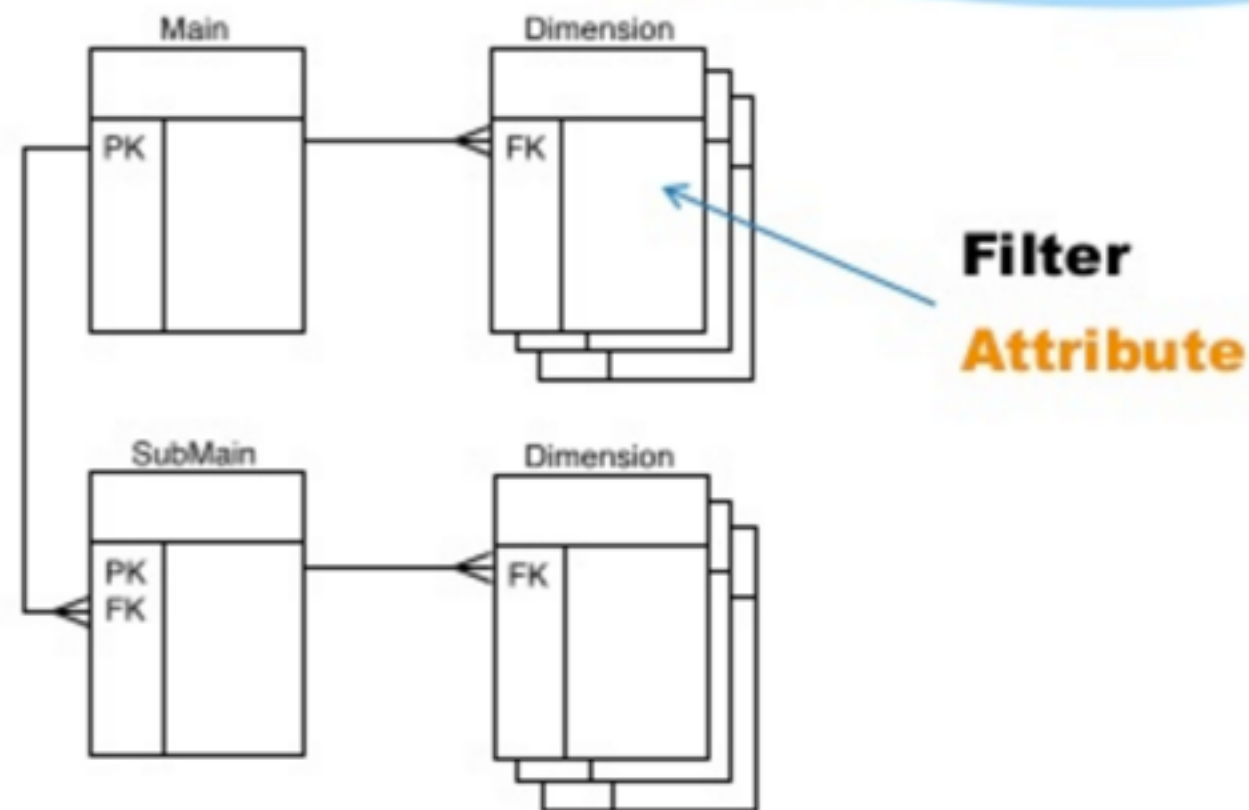 Main
Dimension
PK
FK
Filter
Attribute
SubMain
Dimension
PK
FK
FK